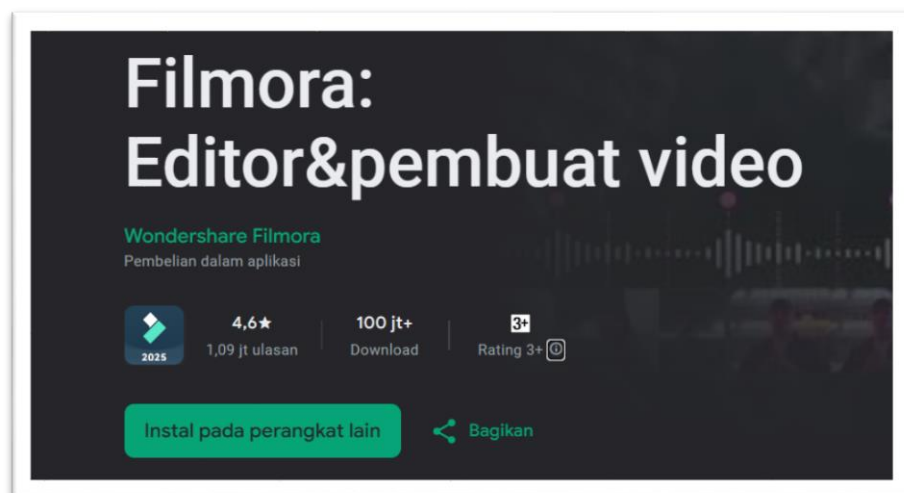 Filmora:
Editor&pembuat video
Wondershare Filmora
Pembelian dalam aplikasi
2025
4,6★
1,09 jt ulasan
100 jt+
Download
3+
Rating 3+
Instal pada perangkat lain
Bagikan